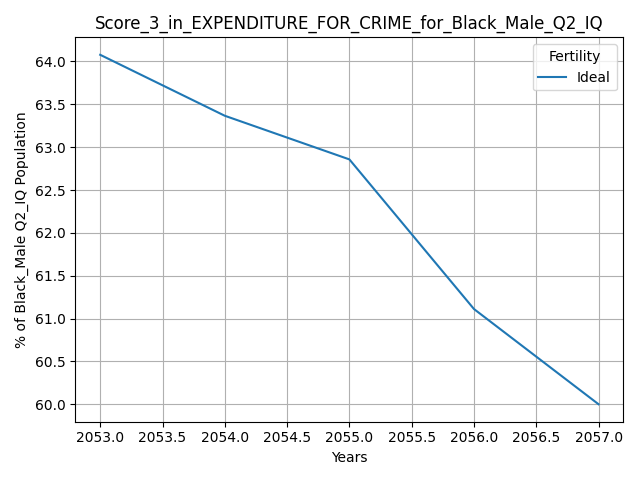 Score_3_in_EXPENDITURE_FOR_CRIME_for_Black_Male_Q2_IQ
Fertility
Ideal
% of Black_Male Q2_IQ Population
64.0
63.5
63.0
62.5
62.0
61.5
61.0
60.5
60.0
2053.0 2053.5 2054.0 2054.5 2055.0 2055.5 2056.0 2056.5 2057.0
Years